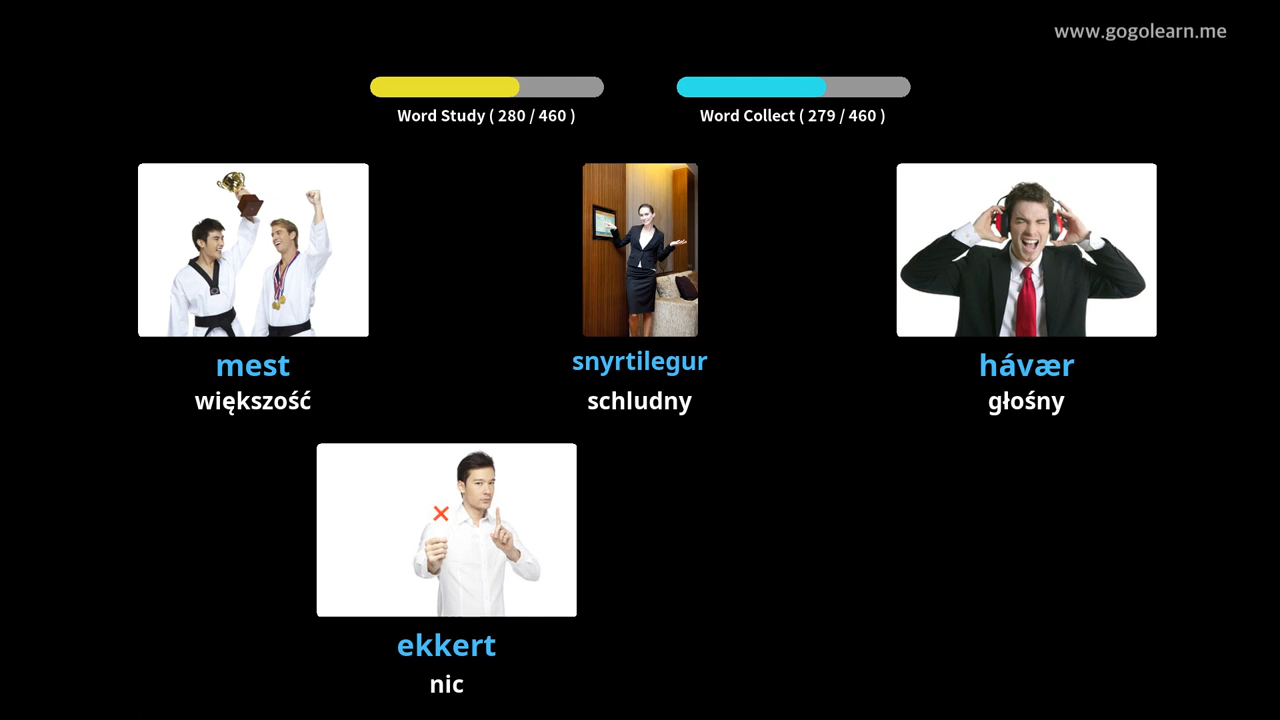 www.gogolearn.me
Word Study ( 280 / 460 )
Word Collect ( 279 / 460 )
mest
większość
snyrtilegur
schludny
hávær
głośny
ekkert
nic